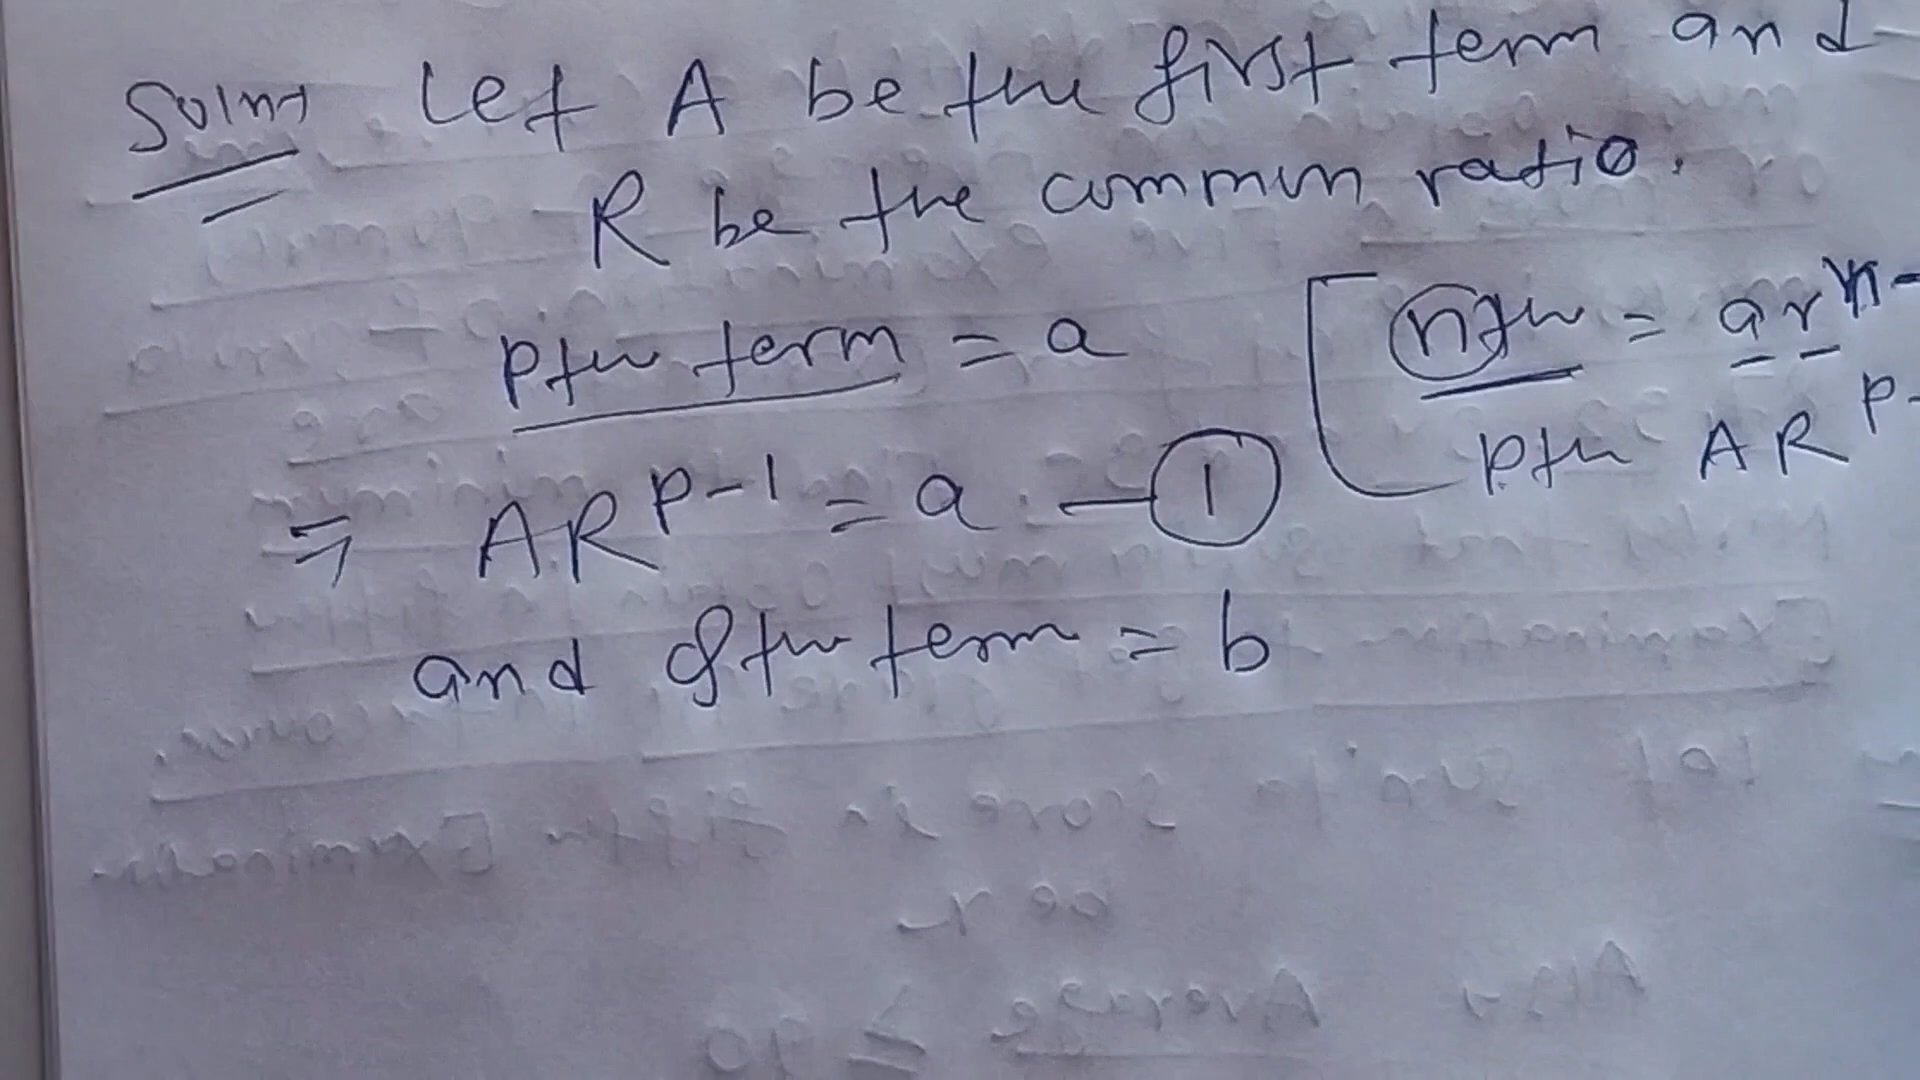 Soln Let A be the first term and
R be the common ratio.
pth term = a [nth = ar^n-
⇒ AR^P-1 = a. — ① pth AR^P-
and qth term = b